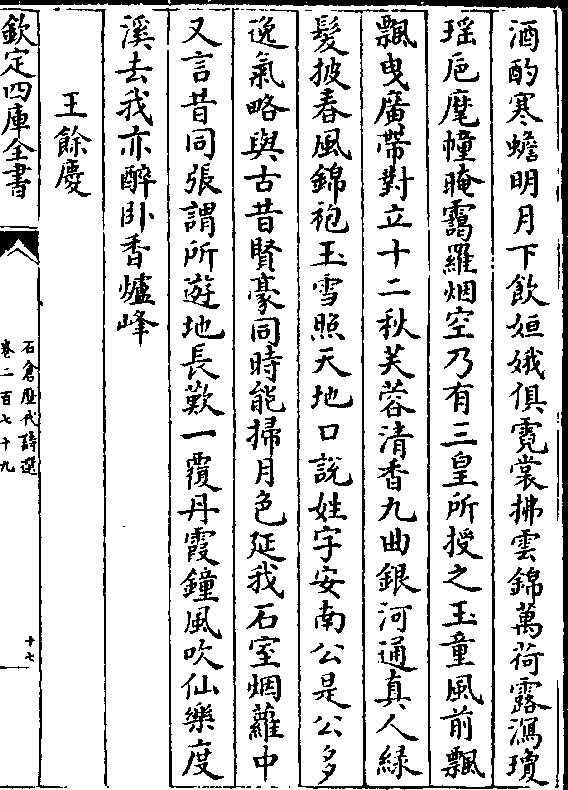 酒酌寒蟾明月下飲姮娥俱霓裳拂雲錦萬荷露瀉瓊
瑶巵麾幢晻靄羅烟空乃有三皇所授之玉童風前飄
飄曳廣帶對立十二秋芙蓉清香九曲銀河通真人緑
髮披春風錦袍玉雪照天地口說姓字安南公是公多
逸氣略與古昔賢豪同時能掃月色延我石室烟蘿中
又言昔同張謂所遊地長歎一覆丹霞鐘風吹仙樂度
溪去我亦醉卧香爐峰
王餘慶
欽定四庫全書
石倉歷代詩選
卷二百七十九
十七